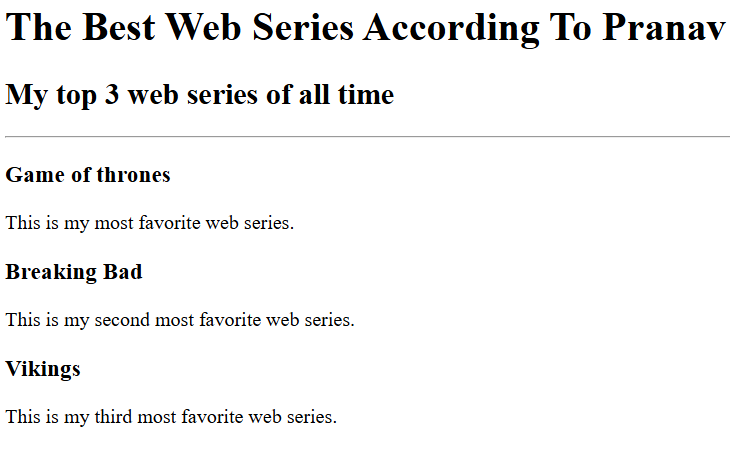 The Best Web Series According To Pranav
My top 3 web series of all time
Game of thrones
This is my most favorite web series.
Breaking Bad
This is my second most favorite web series.
Vikings
This is my third most favorite web series.